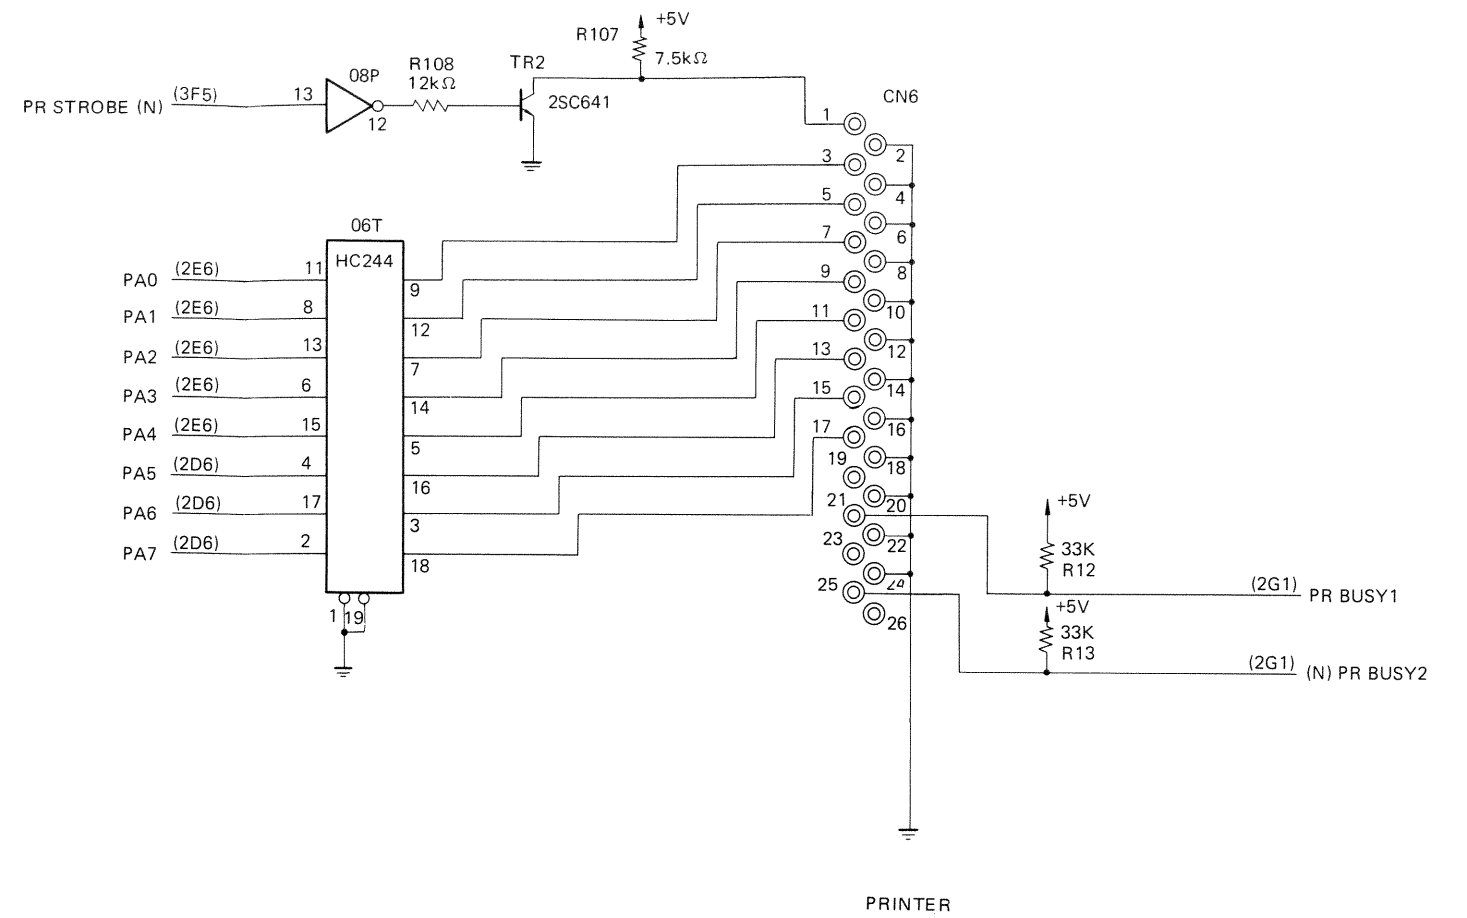 +5V
R107
7.5kΩ
TR2
R108
12kΩ
08P
2SC641
PR STROBE (N)
(3F5)
13
12
CN6
1
2
3
4
5
6
7
8
9
10
11
12
13
14
15
16
17
18
19
20
21
22
23
24
25
26
06T
HC244
PA0 (2E6) 11 9
PA1 (2E6) 8 12
PA2 (2E6) 13 7
PA3 (2E6) 6 14
PA4 (2E6) 15 5
PA5 (2D6) 4 16
PA6 (2D6) 17 3
PA7 (2D6) 2 18
1 19
+5V
33K
R12
(2G1) PR BUSY1
+5V
33K
R13
(2G1) (N) PR BUSY2
PRINTER